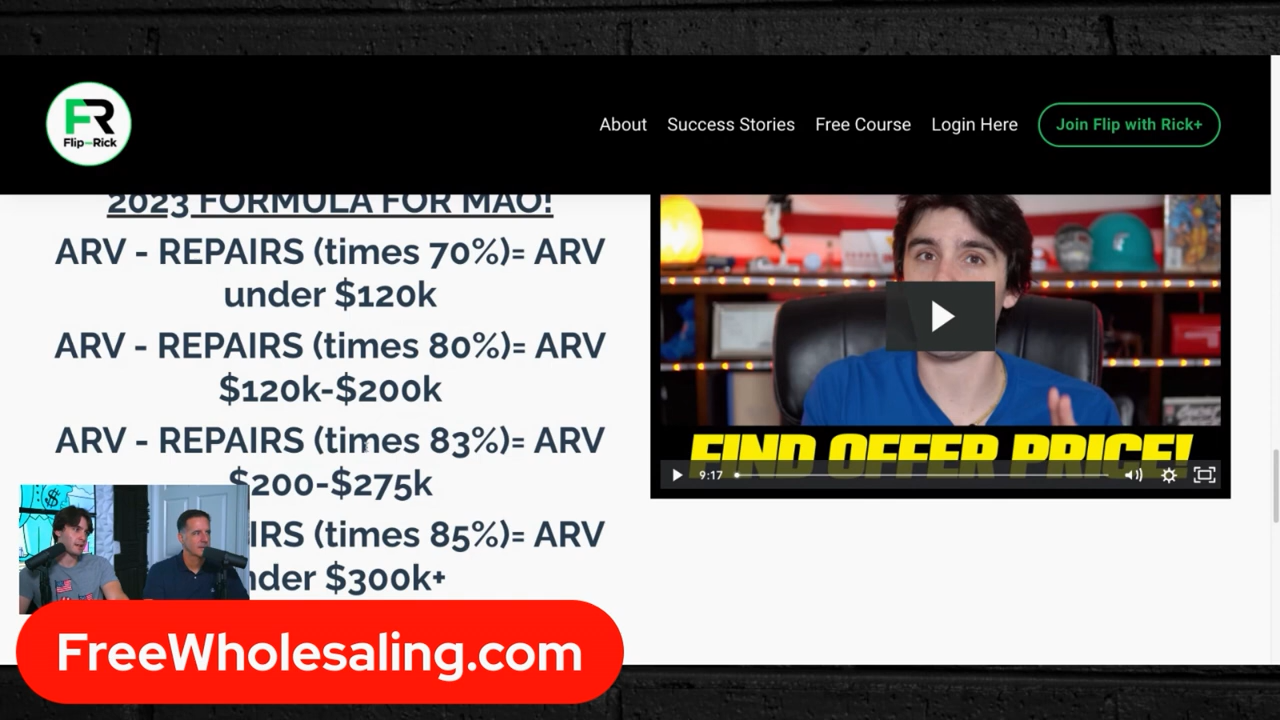 FR
Flip with Rick
About
Success Stories
Free Course
Login Here
Join Flip with Rick+
2023 FORMULA FOR MAO!
ARV - REPAIRS (times 70%)= ARV
under $120k
ARV - REPAIRS (times 80%)= ARV
$120k-$200k
ARV - REPAIRS (times 83%)= ARV
$200-$275k
IRS (times 85%)= ARV
nder $300k+
FIND OFFER PRICE!
9:17
FreeWholesaling.com